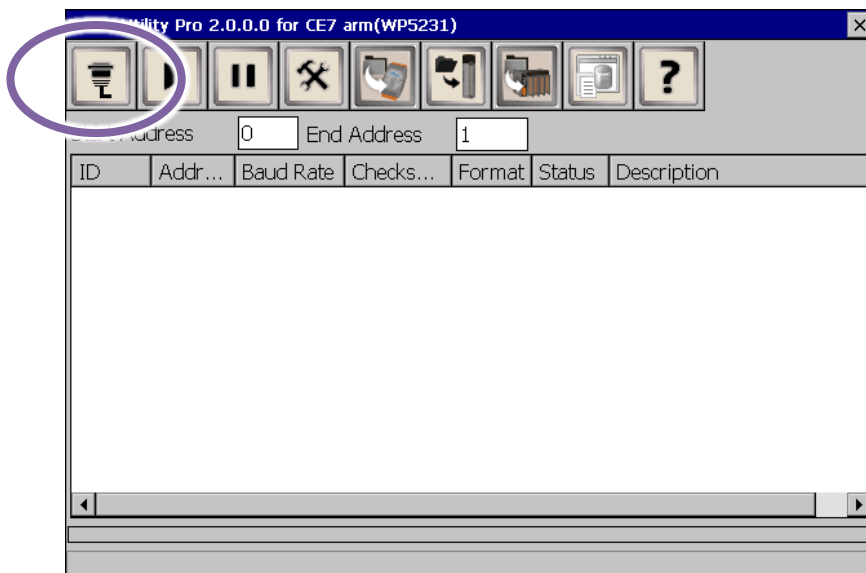 ility Pro 2.0.0.0 for CE7 arm(WP5231)
?
Address 0 End Address 1
ID Addr... Baud Rate Checks... Format Status Description